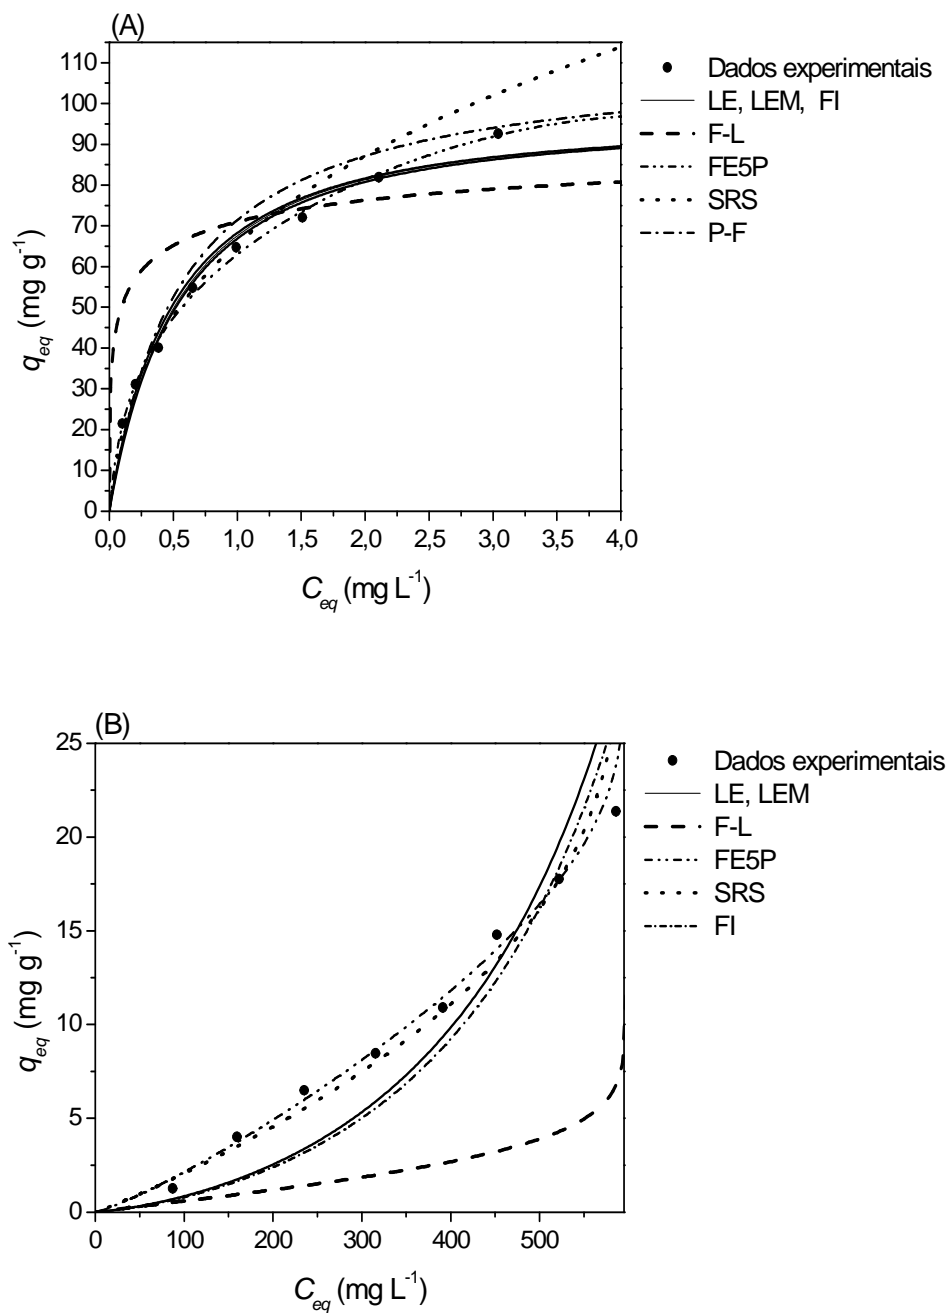 (A)
110
100
90
80
70
60
50
40
30
20
10
0
q_eq (mg g⁻¹)
0,0 0,5 1,0 1,5 2,0 2,5 3,0 3,5 4,0
C_eq (mg L⁻¹)
Dados experimentais
LE, LEM, FI
F-L
FE5P
SRS
P-F
(B)
25
20
15
10
5
0
q_eq (mg g⁻¹)
0 100 200 300 400 500
C_eq (mg L⁻¹)
Dados experimentais
LE, LEM
F-L
FE5P
SRS
FI